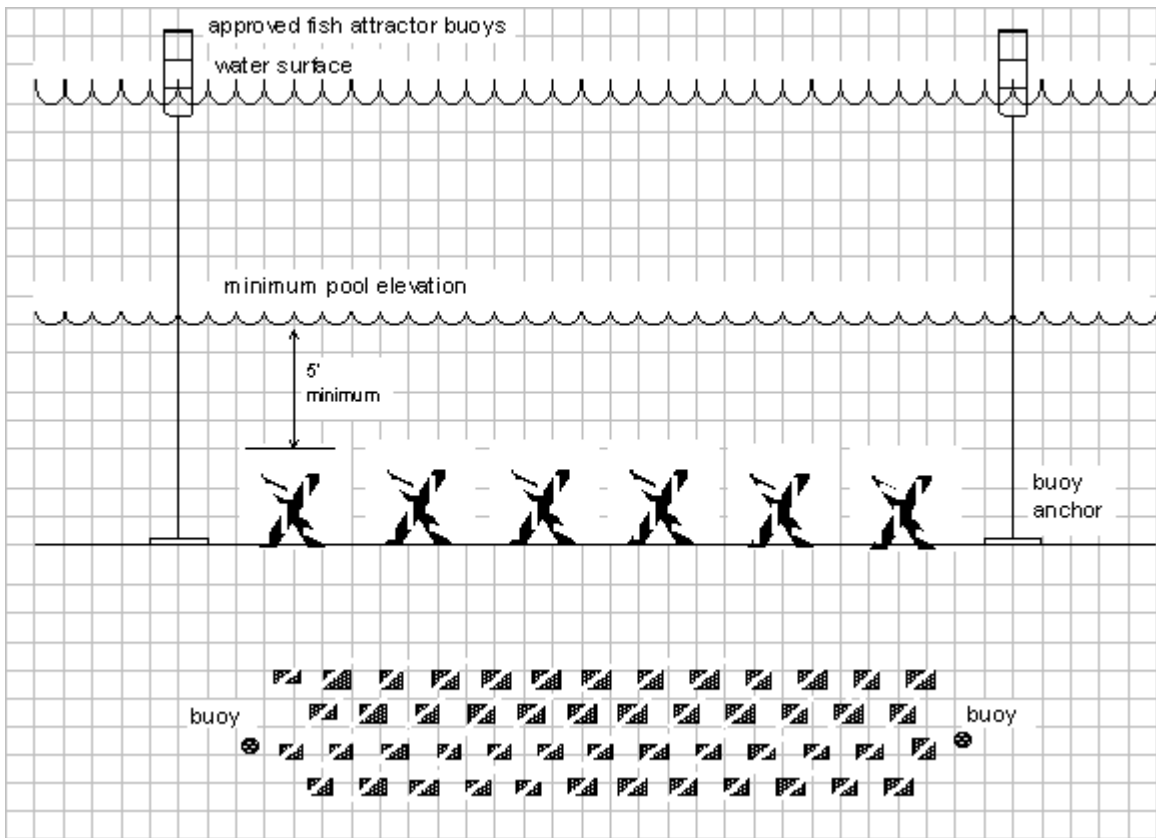 approved fish attractor buoys
water surface
minimum pool elevation
5'
minimum
buoy
anchor
buoy
buoy